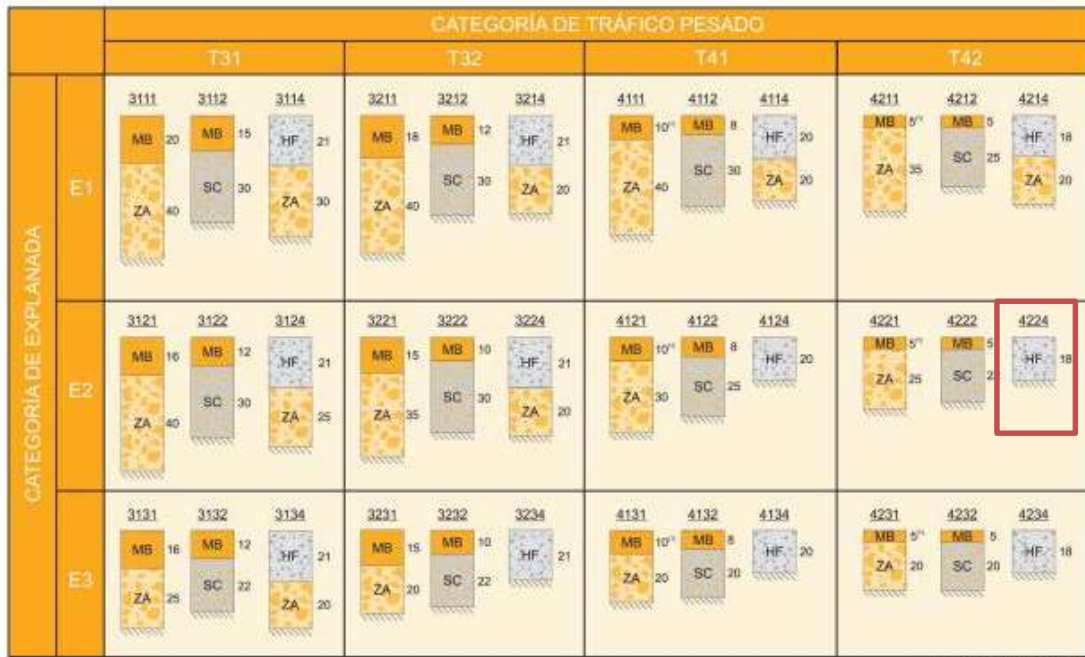 CATEGORÍA DE TRÁFICO PESADO
T31 T32 T41 T42
CATEGORÍA DE EXPLANADA
E1
3111 3112 3114 3211 3212 3214 4111 4112 4114 4211 4212 4214
MB 20 MB 15 HF 21 MB 18 MB 12 HF 21 MB 10⁽¹⁾ MB 8 HF 20 MB 5⁽¹⁾ MB 5 HF 18
ZA 40 SC 30 ZA 30 ZA 40 SC 30 ZA 20 ZA 40 SC 30 ZA 20 ZA 35 SC 25 ZA 20
E2
3121 3122 3124 3221 3222 3224 4121 4122 4124 4221 4222 4224
MB 16 MB 12 HF 21 MB 15 MB 10 HF 21 MB 10⁽¹⁾ MB 8 HF 20 MB 5⁽¹⁾ MB 5 HF 18
ZA 40 SC 30 ZA 25 ZA 35 SC 30 ZA 20 ZA 30 SC 25 ZA 25 SC
E3
3131 3132 3134 3231 3232 3234 4131 4132 4134 4231 4232 4234
MB 16 MB 12 HF 21 MB 15 MB 10 HF 21 MB 10⁽¹⁾ MB 8 HF 20 MB 5⁽¹⁾ MB 5 HF 18
ZA 25 SC 22 ZA 20 ZA 20 SC 22 ZA 20 SC 20 ZA 20 SC 20